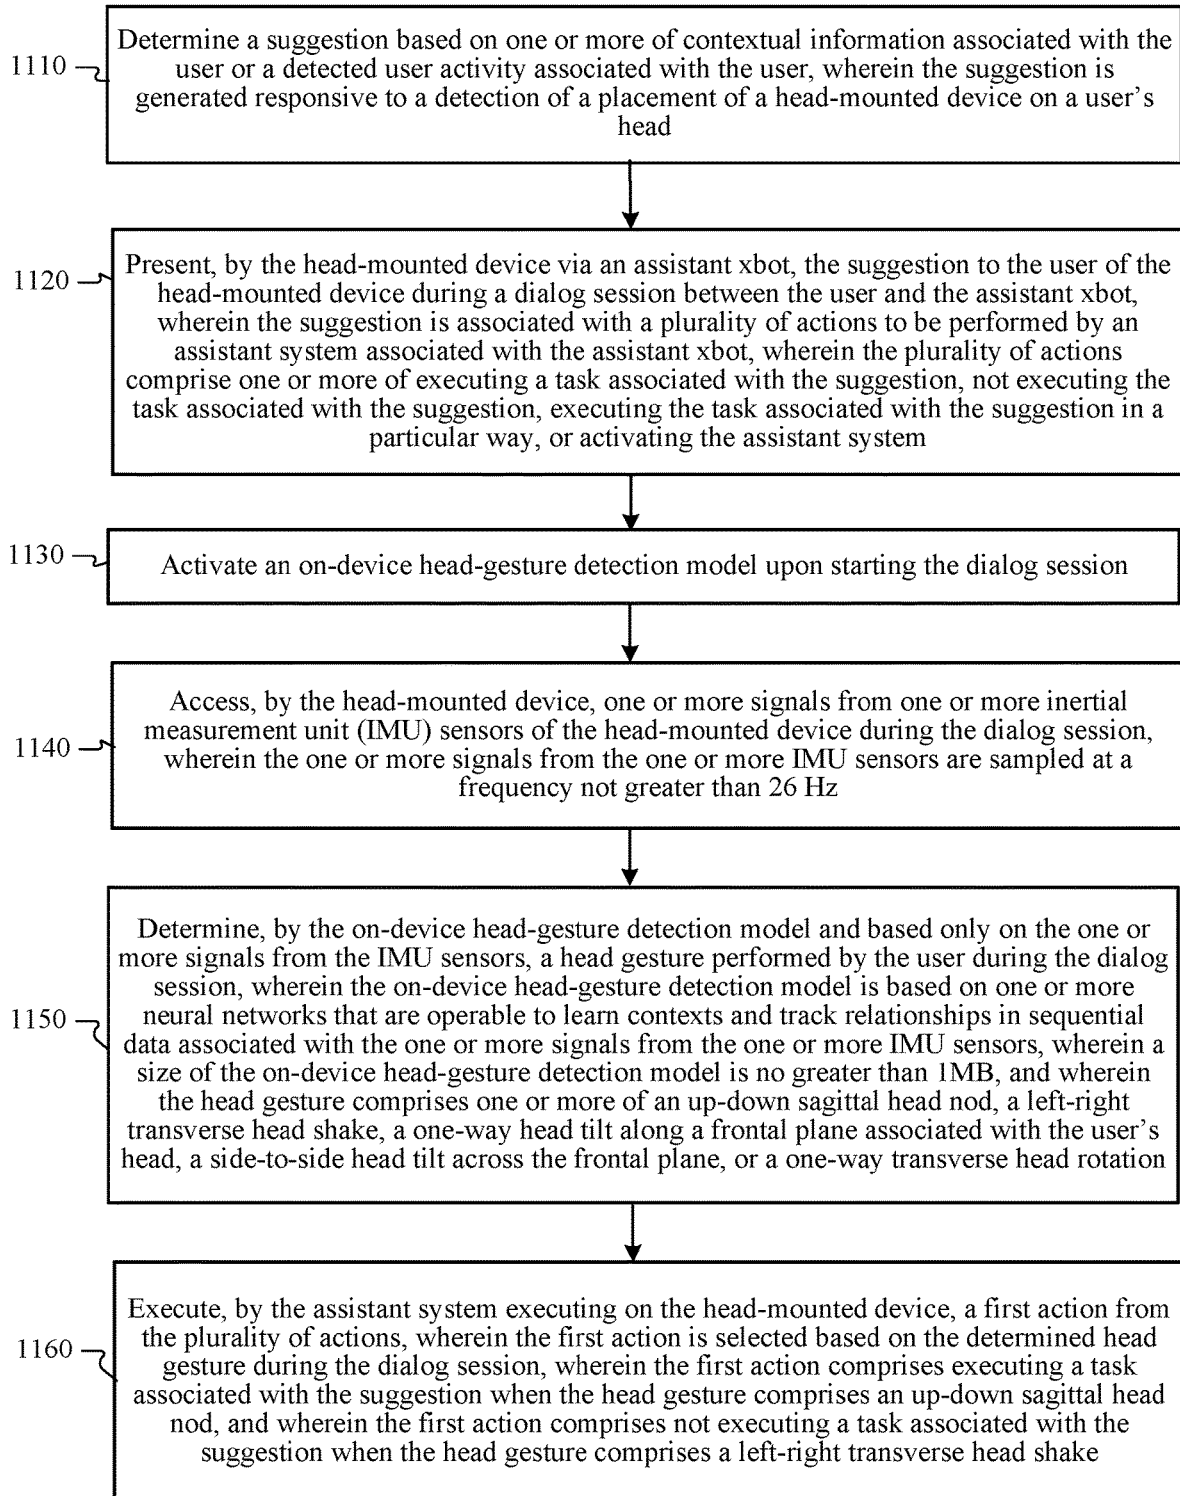 1110
Determine a suggestion based on one or more of contextual information associated with the
user or a detected user activity associated with the user, wherein the suggestion is
generated responsive to a detection of a placement of a head-mounted device on a user's
head
1120
Present, by the head-mounted device via an assistant xbot, the suggestion to the user of the
head-mounted device during a dialog session between the user and the assistant xbot,
wherein the suggestion is associated with a plurality of actions to be performed by an
assistant system associated with the assistant xbot, wherein the plurality of actions
comprise one or more of executing a task associated with the suggestion, not executing the
task associated with the suggestion, executing the task associated with the suggestion in a
particular way, or activating the assistant system
1130
Activate an on-device head-gesture detection model upon starting the dialog session
1140
Access, by the head-mounted device, one or more signals from one or more inertial
measurement unit (IMU) sensors of the head-mounted device during the dialog session,
wherein the one or more signals from the one or more IMU sensors are sampled at a
frequency not greater than 26 Hz
1150
Determine, by the on-device head-gesture detection model and based only on the one or
more signals from the IMU sensors, a head gesture performed by the user during the dialog
session, wherein the on-device head-gesture detection model is based on one or more
neural networks that are operable to learn contexts and track relationships in sequential
data associated with the one or more signals from the one or more IMU sensors, wherein a
size of the on-device head-gesture detection model is no greater than 1MB, and wherein
the head gesture comprises one or more of an up-down sagittal head nod, a left-right
transverse head shake, a one-way head tilt along a frontal plane associated with the user's
head, a side-to-side head tilt across the frontal plane, or a one-way transverse head rotation
1160
Execute, by the assistant system executing on the head-mounted device, a first action from
the plurality of actions, wherein the first action is selected based on the determined head
gesture during the dialog session, wherein the first action comprises executing a task
associated with the suggestion when the head gesture comprises an up-down sagittal head
nod, and wherein the first action comprises not executing a task associated with the
suggestion when the head gesture comprises a left-right transverse head shake